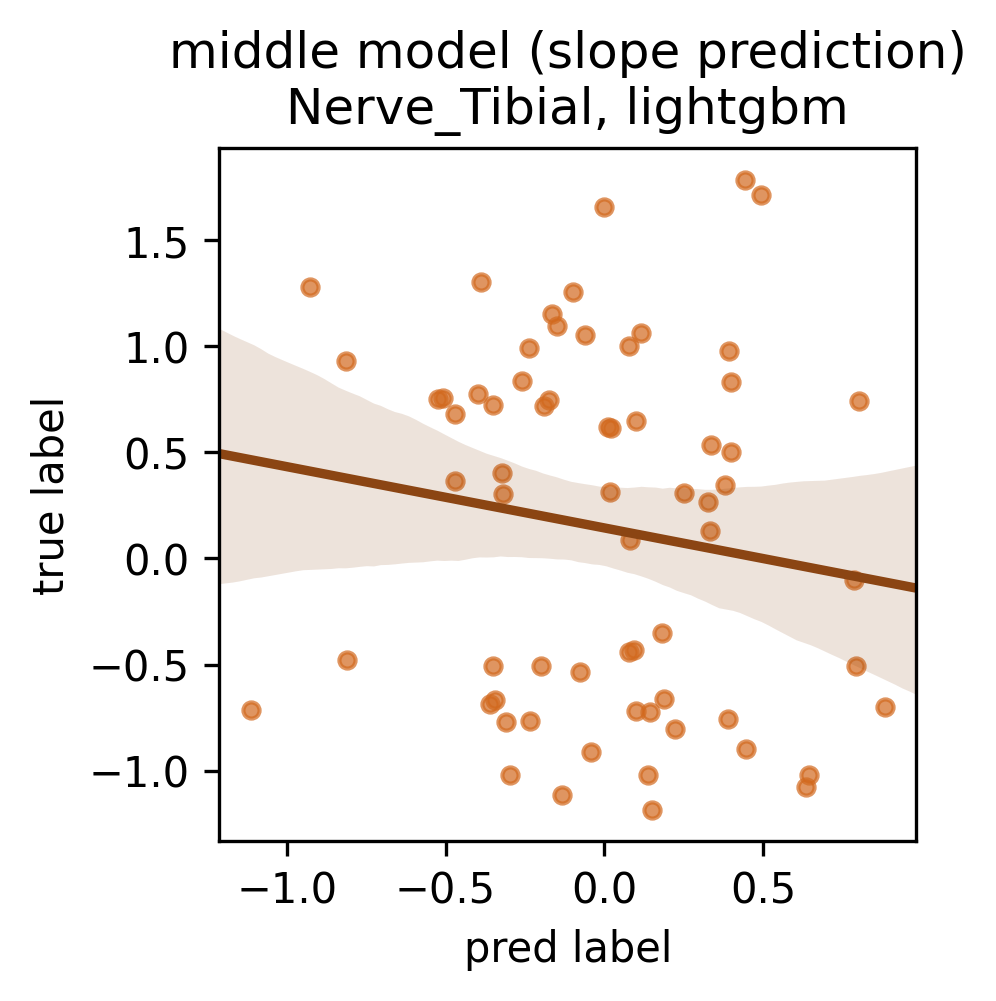 middle model (slope prediction)
Nerve_Tibial, lightgbm
1.5
1.0
0.5
0.0
−0.5
−1.0
true label
−1.0 −0.5 0.0 0.5
pred label